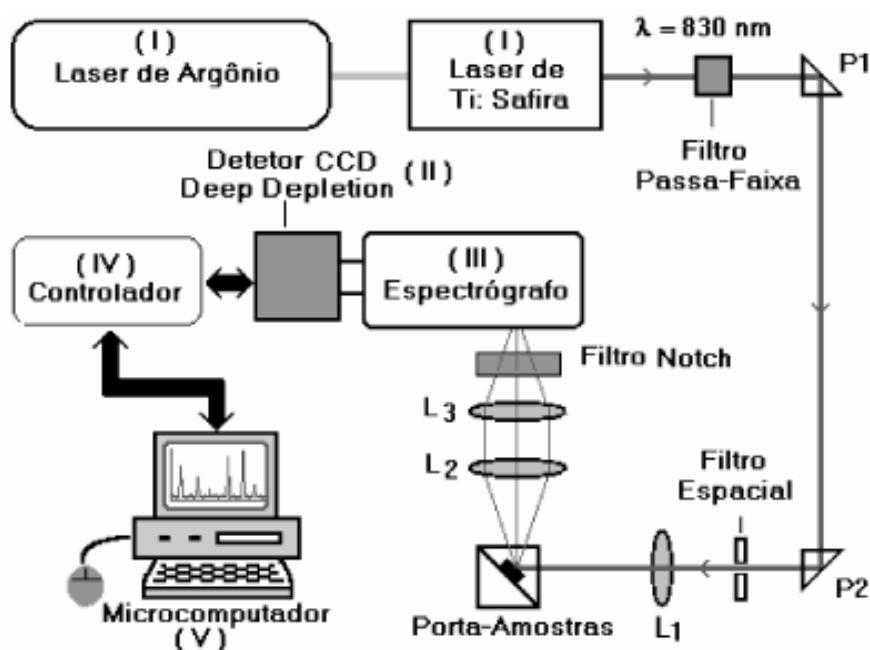 ( I )
Laser de Argônio
( I )
Laser de
Ti: Safira
λ = 830 nm
P1
Filtro
Passa-Faixa
Detetor CCD
Deep Depletion
( II )
( IV )
Controlador
( III )
Espectrógrafo
Filtro Notch
L3
L2
Filtro
Espacial
P2
L1
Porta-Amostras
Microcomputador
( V )